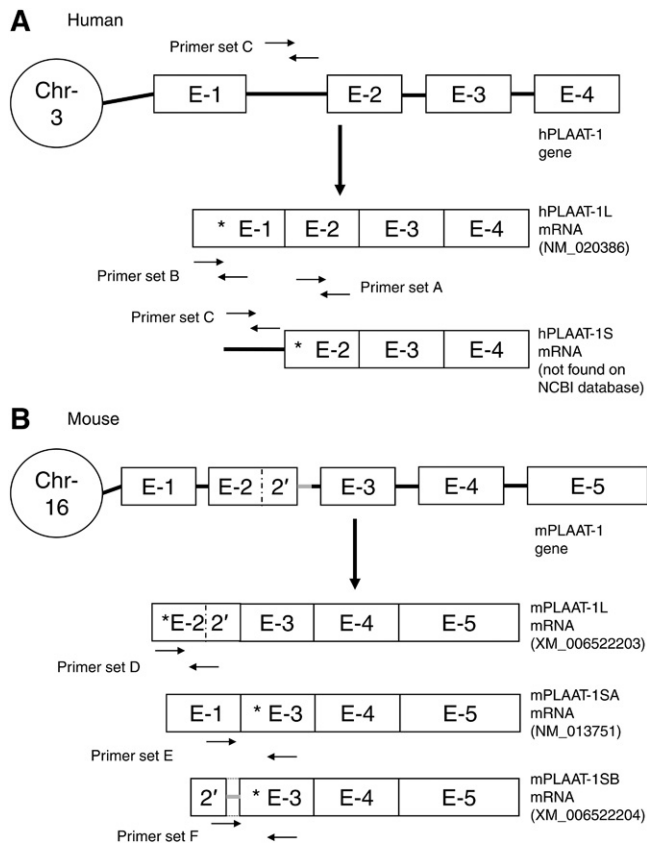 A Human
Primer set C
Chr-
3
E-1 E-2 E-3 E-4
hPLAAT-1
gene
* E-1 E-2 E-3 E-4
hPLAAT-1L
mRNA
(NM_020386)
Primer set B
Primer set A
Primer set C
* E-2 E-3 E-4
hPLAAT-1S
mRNA
(not found on
NCBI database)
B Mouse
Chr-
16
E-1 E-2 2′ E-3 E-4 E-5
mPLAAT-1
gene
*E-2 2′ E-3 E-4 E-5
mPLAAT-1L
mRNA
(XM_006522203)
Primer set D
E-1 * E-3 E-4 E-5
mPLAAT-1SA
mRNA
(NM_013751)
Primer set E
2′ * E-3 E-4 E-5
mPLAAT-1SB
mRNA
(XM_006522204)
Primer set F